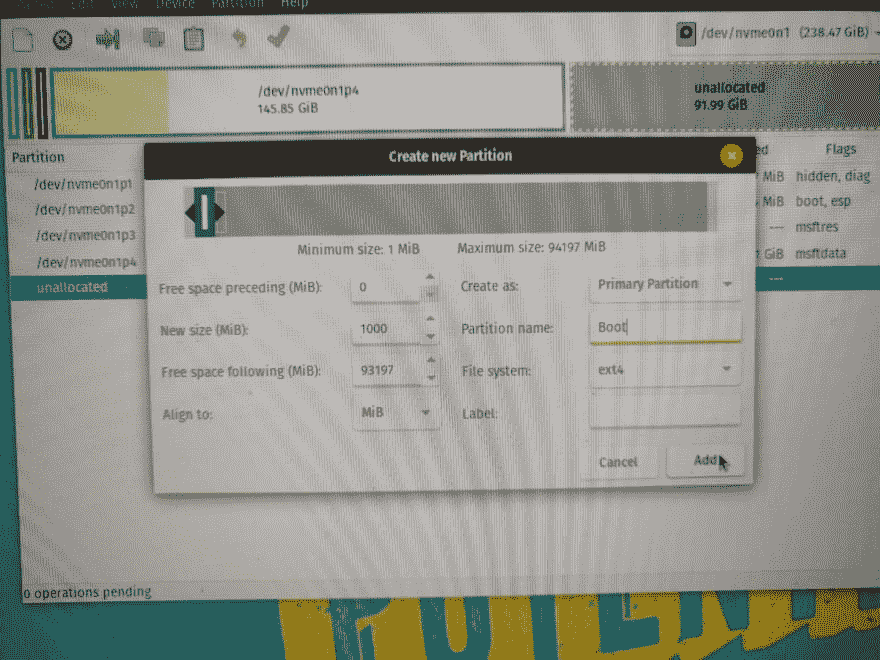 Edit View Device Partition Help
/dev/nvme0n1 (238.47 GiB)
/dev/nvme0n1p4
145.85 GiB
unallocated
91.99 GiB
Partition
ed Flags
/dev/nvme0n1p1 MiB hidden, diag
/dev/nvme0n1p2 MiB boot, esp
/dev/nvme0n1p3 --- msftres
/dev/nvme0n1p4 GiB msftdata
unallocated ---
Create new Partition
Minimum size: 1 MiB Maximum size: 94197 MiB
Free space preceding (MiB): 0 Create as: Primary Partition
New size (MiB): 1000 Partition name: Boot
Free space following (MiB): 93197 File system: ext4
Align to: MiB Label:
Cancel Add
0 operations pending